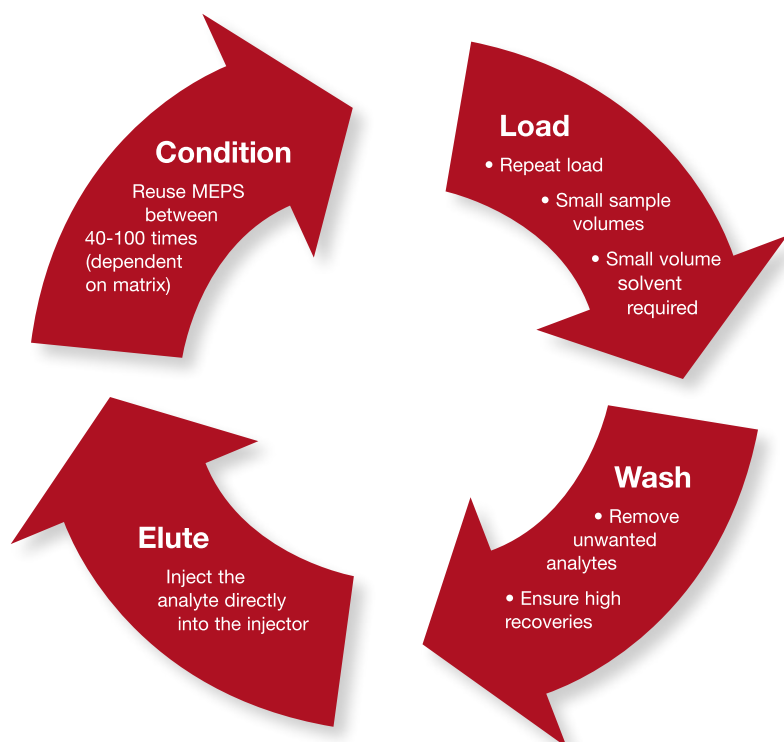 Condition
Reuse MEPS
between
40-100 times
(dependent
on matrix)
Load
• Repeat load
• Small sample
volumes
• Small volume
solvent
required
Wash
• Remove
unwanted
analytes
• Ensure high
recoveries
Elute
Inject the
analyte directly
into the injector